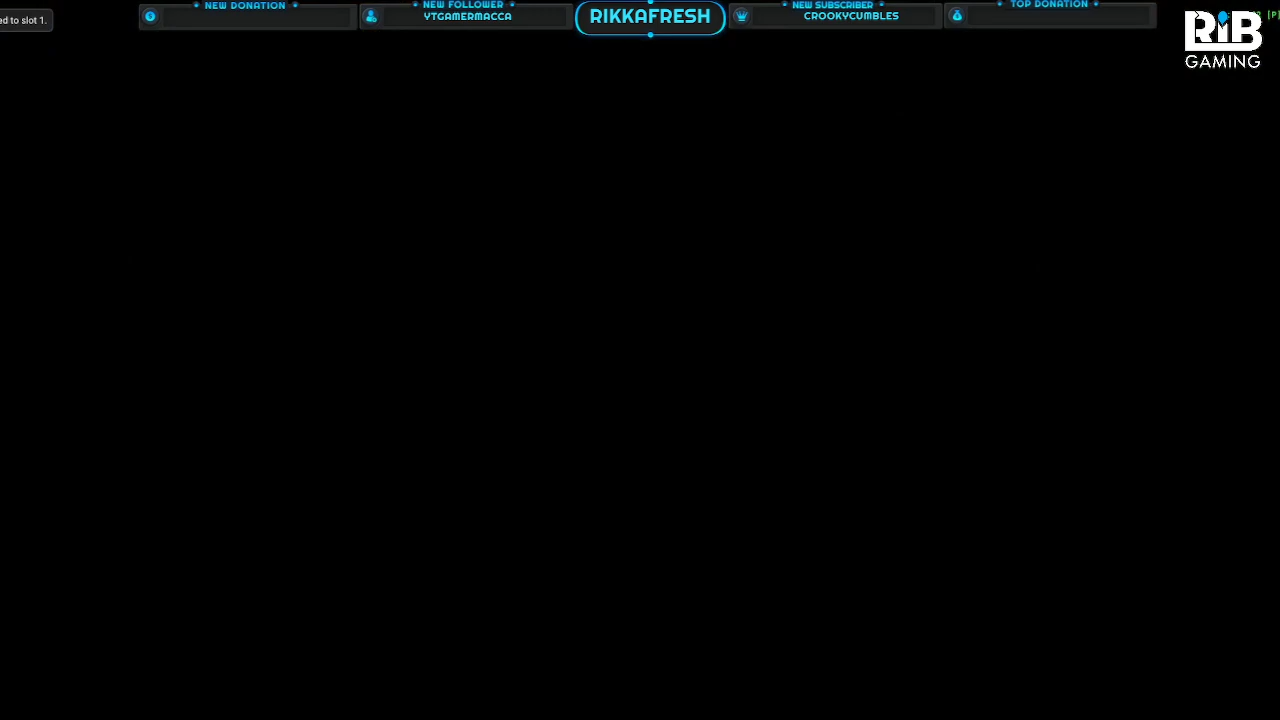 ed to slot 1.
NEW DONATION
NEW FOLLOWER
YTGAMERMACCA
RIKKAFRESH
NEW SUBSCRIBER
CROOKYCUMBLES
TOP DONATION
RiB
GAMING
[P]